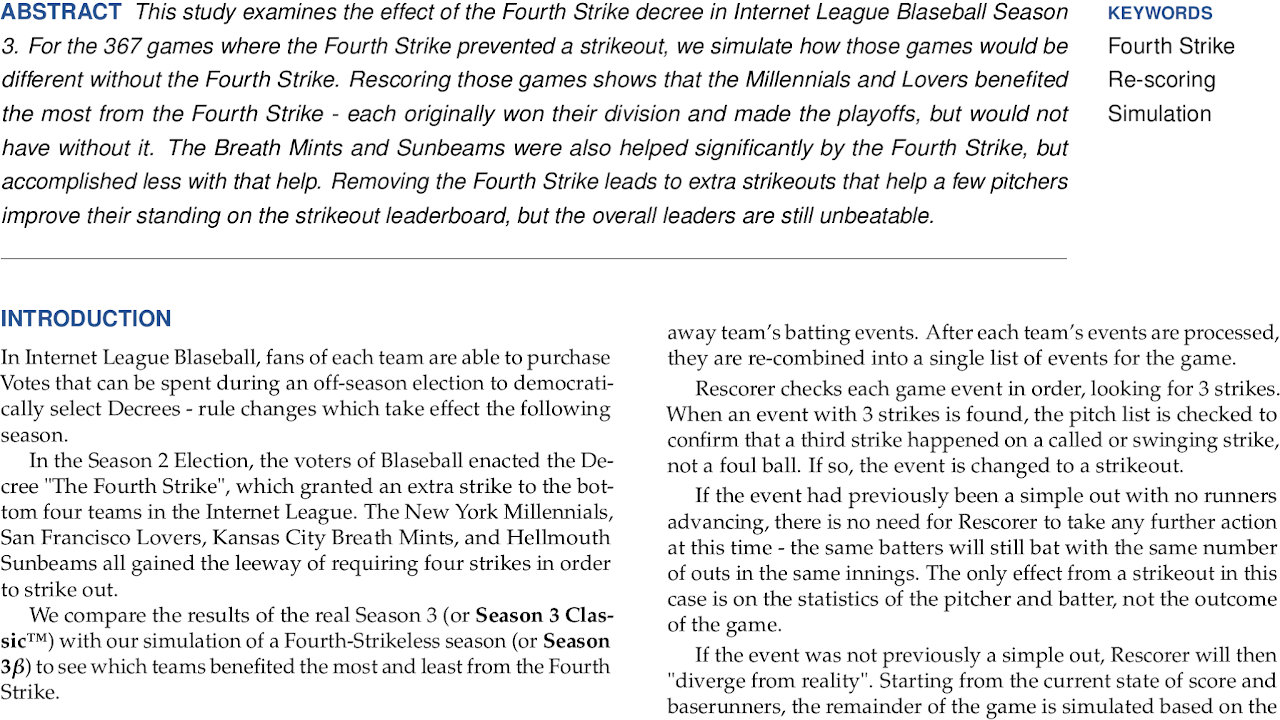 ABSTRACT This study examines the effect of the Fourth Strike decree in Internet League Blaseball Season
3. For the 367 games where the Fourth Strike prevented a strikeout, we simulate how those games would be
different without the Fourth Strike. Rescoring those games shows that the Millennials and Lovers benefited
the most from the Fourth Strike - each originally won their division and made the playoffs, but would not
have without it. The Breath Mints and Sunbeams were also helped significantly by the Fourth Strike, but
accomplished less with that help. Removing the Fourth Strike leads to extra strikeouts that help a few pitchers
improve their standing on the strikeout leaderboard, but the overall leaders are still unbeatable.
KEYWORDS
Fourth Strike
Re-scoring
Simulation
INTRODUCTION
In Internet League Blaseball, fans of each team are able to purchase
Votes that can be spent during an off-season election to democrati-
cally select Decrees - rule changes which take effect the following
season.
In the Season 2 Election, the voters of Blaseball enacted the De-
cree "The Fourth Strike", which granted an extra strike to the bot-
tom four teams in the Internet League. The New York Millennials,
San Francisco Lovers, Kansas City Breath Mints, and Hellmouth
Sunbeams all gained the leeway of requiring four strikes in order
to strike out.
We compare the results of the real Season 3 (or Season 3 Clas-
sic™) with our simulation of a Fourth-Strikeless season (or Season
3β) to see which teams benefited the most and least from the Fourth
Strike.
away team's batting events. After each team's events are processed,
they are re-combined into a single list of events for the game.
Rescorer checks each game event in order, looking for 3 strikes.
When an event with 3 strikes is found, the pitch list is checked to
confirm that a third strike happened on a called or swinging strike,
not a foul ball. If so, the event is changed to a strikeout.
If the event had previously been a simple out with no runners
advancing, there is no need for Rescorer to take any further action
at this time - the same batters will still bat with the same number
of outs in the same innings. The only effect from a strikeout in this
case is on the statistics of the pitcher and batter, not the outcome
of the game.
If the event was not previously a simple out, Rescorer will then
"diverge from reality". Starting from the current state of score and
baserunners, the remainder of the game is simulated based on the